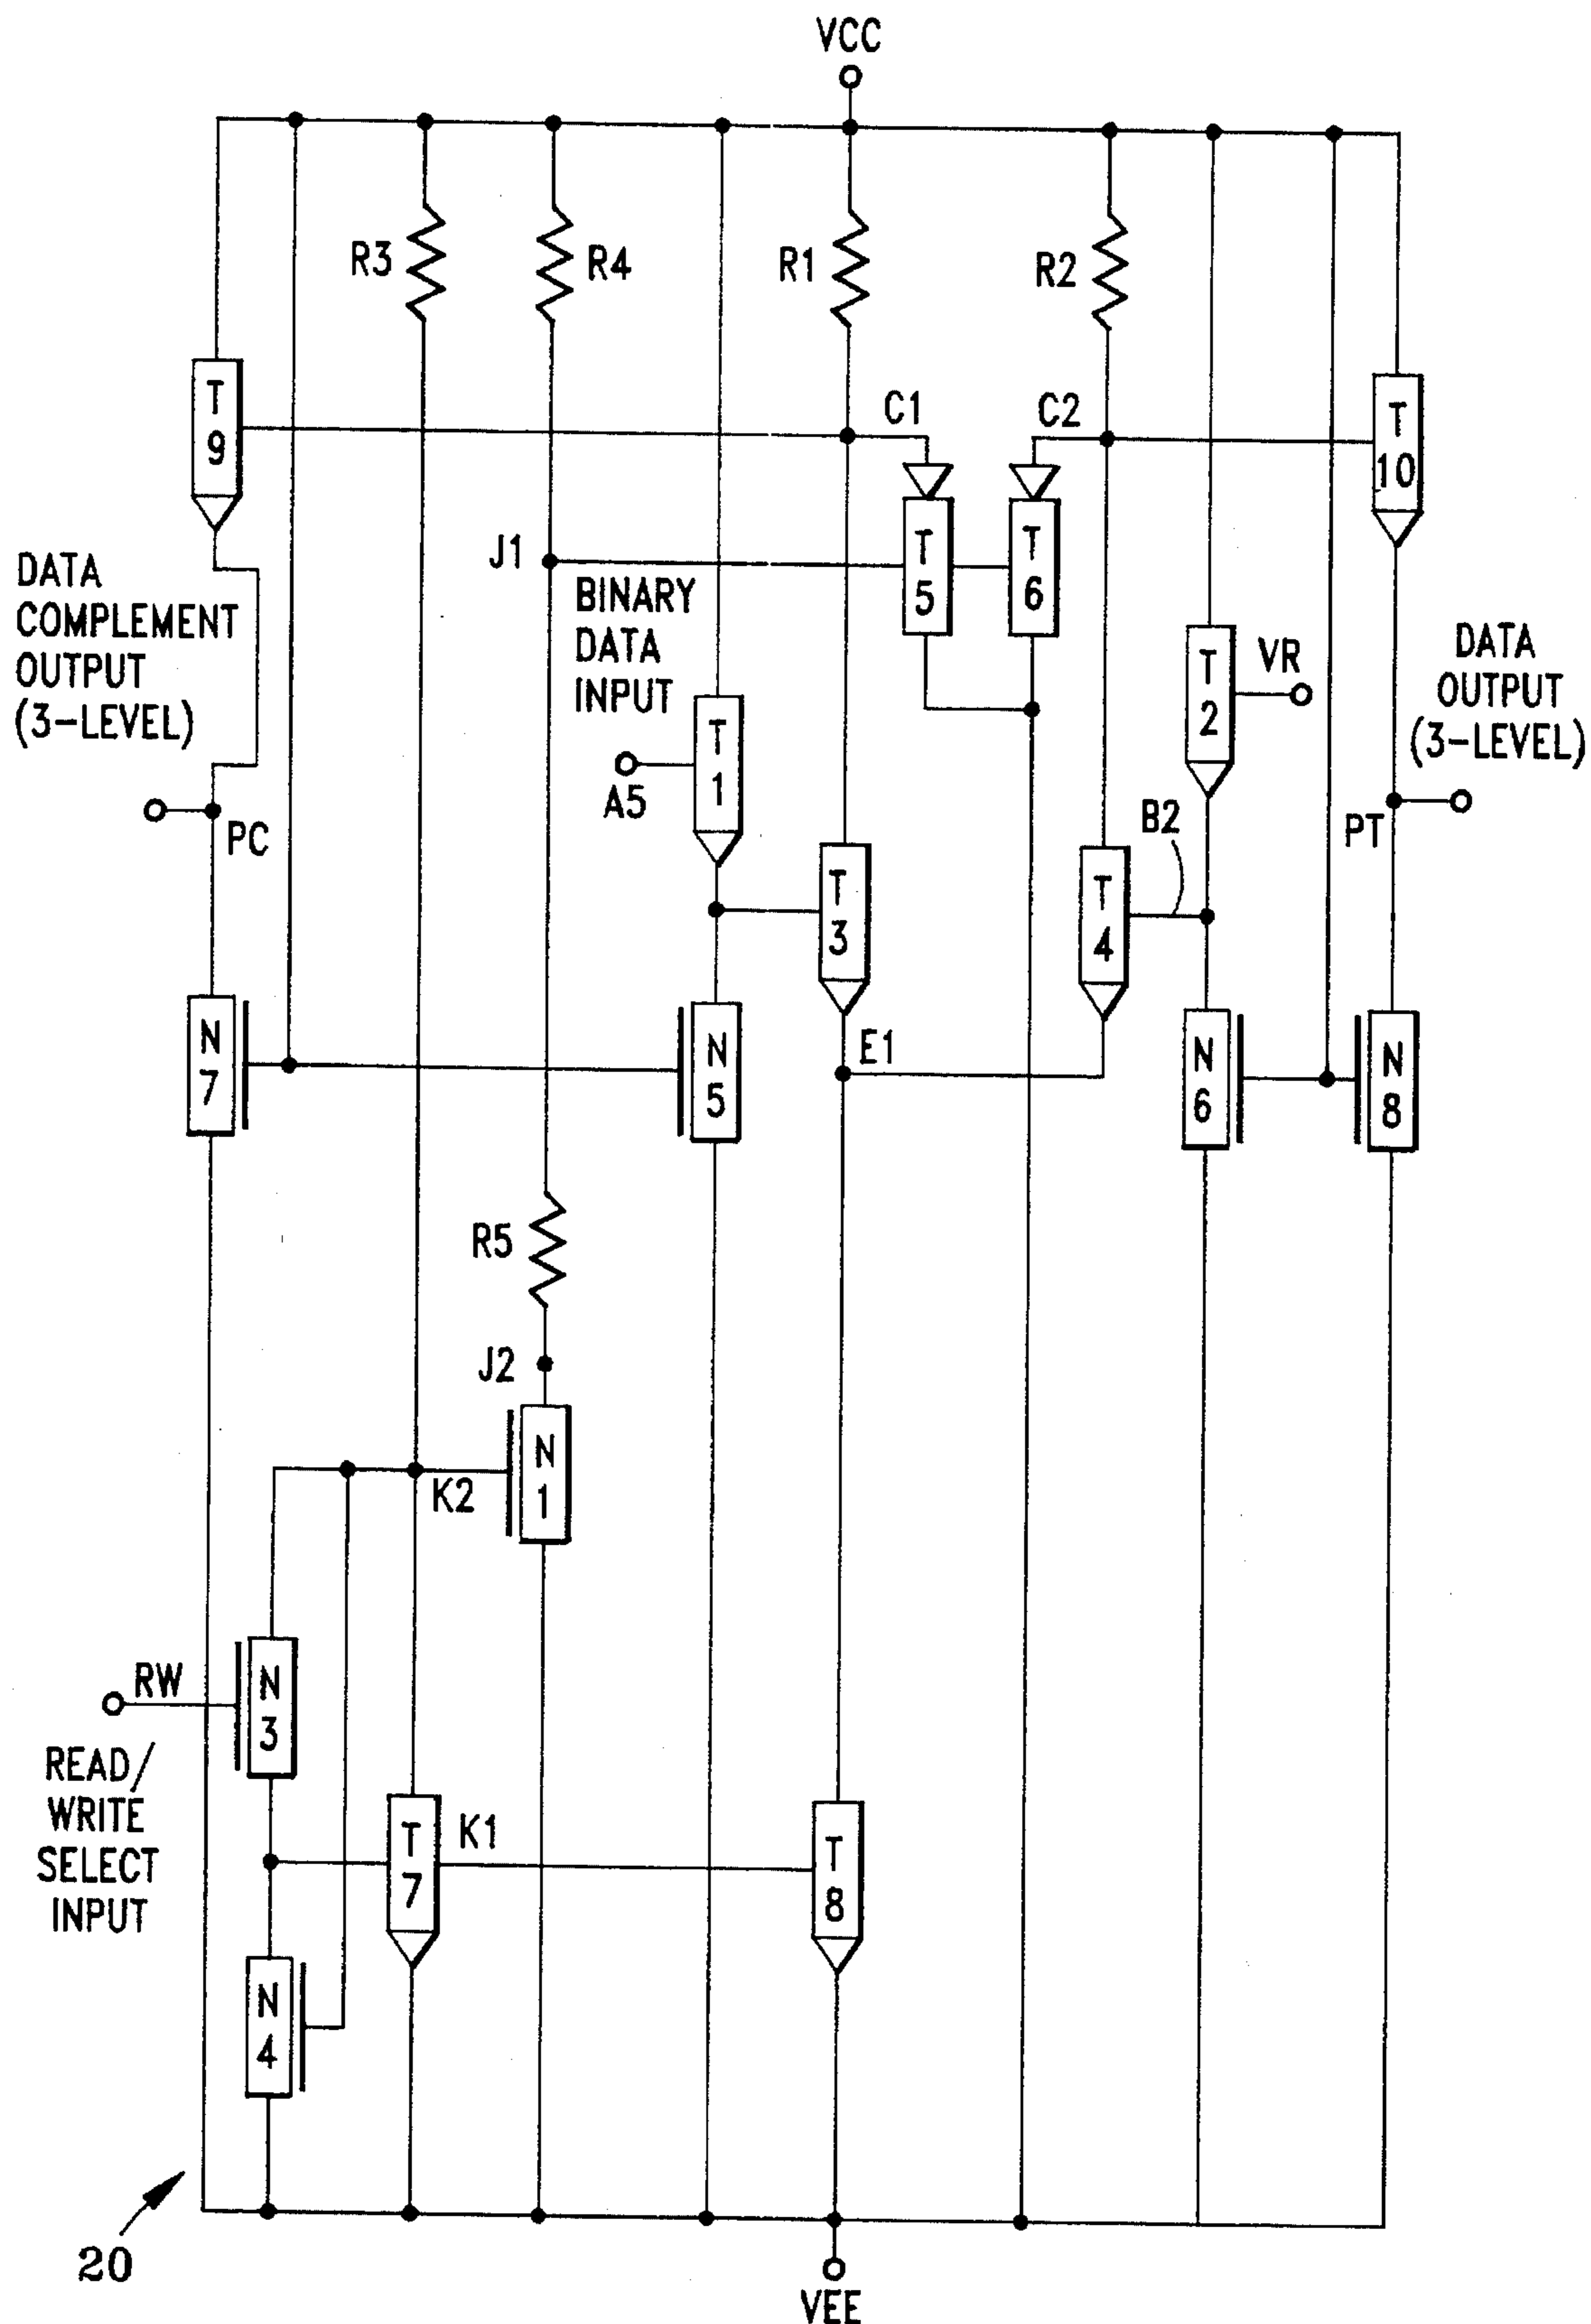 VCC
R3
R4
R1
R2
T
9
C1
C2
T
10
J1
T
5
T
6
DATA
COMPLEMENT
OUTPUT
(3-LEVEL)
BINARY
DATA
INPUT
T
2
VR
DATA
OUTPUT
(3-LEVEL)
T
1
A5
PC
B2
PT
T
3
T
4
N
7
N
5
E1
N
6
N
8
R5
J2
N
1
K2
RW
N
3
READ/
WRITE
SELECT
INPUT
T
7
K1
T
8
N
4
20
VEE